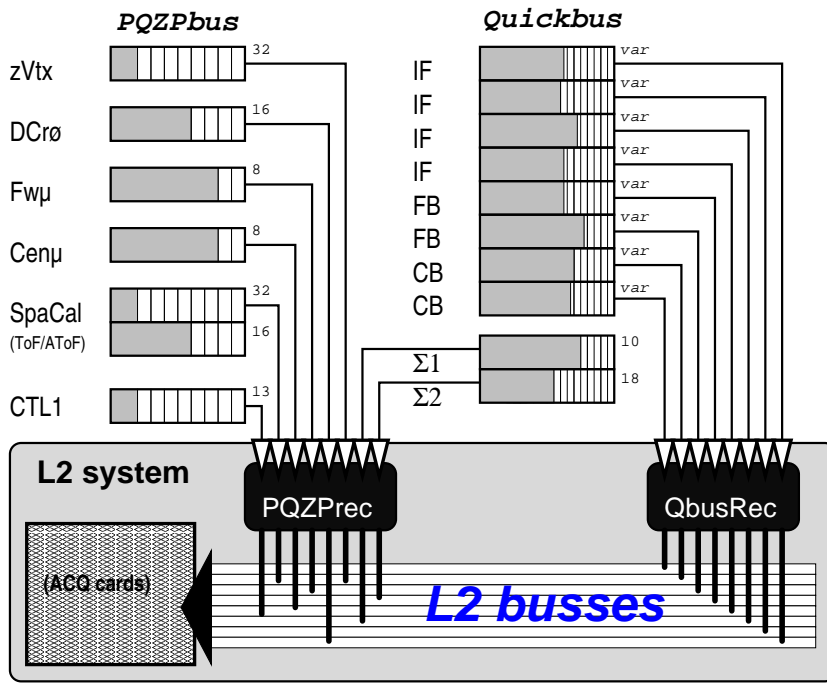 PQZPbus
Quickbus
zVtx
32
DCrø
16
Fwµ
8
Cenµ
8
SpaCal
32
(ToF/AToF)
16
CTL1
13
IF
var
IF
var
IF
var
IF
var
FB
var
FB
var
CB
var
CB
var
Σ1
10
Σ2
18
L2 system
PQZPrec
QbusRec
(ACQ cards)
L2 busses